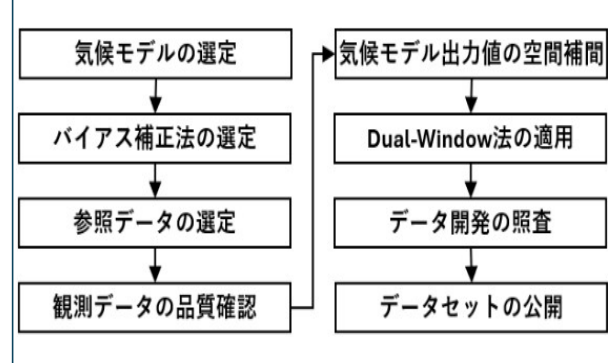 気候モデルの選定
バイアス補正法の選定
参照データの選定
観測データの品質確認
気候モデル出力値の空間補間
Dual-Window法の適用
データ開発の照査
データセットの公開